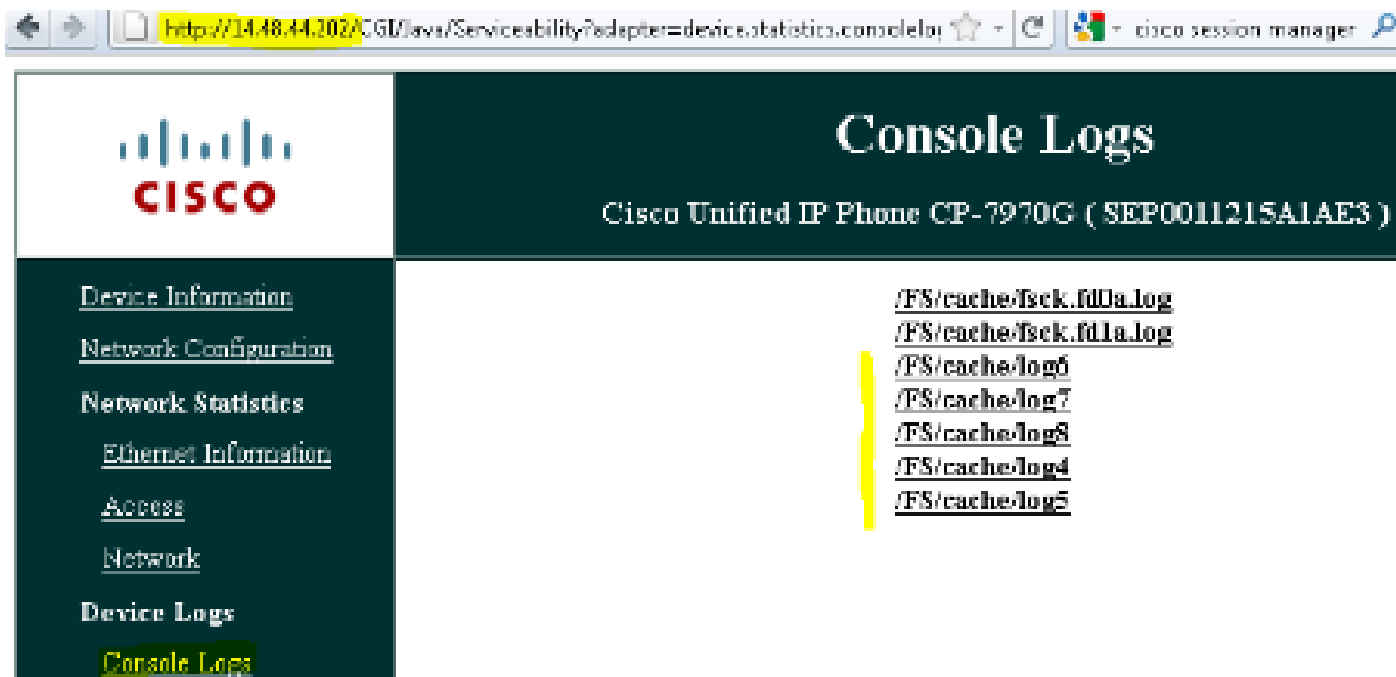 http://14.48.44.202/CGI/Java/Serviceability?adapter=device.statistics.consolelog
cisco session manager
CISCO
Console Logs
Cisco Unified IP Phone CP-7970G ( SEP0011215A1AE3 )
Device Information
Network Configuration
Network Statistics
Ethernet Information
Access
Network
Device Logs
Console Logs
/FS/cache/fsck.fd0a.log
/FS/cache/fsck.fd1a.log
/FS/cache/log6
/FS/cache/log7
/FS/cache/log8
/FS/cache/log4
/FS/cache/log5